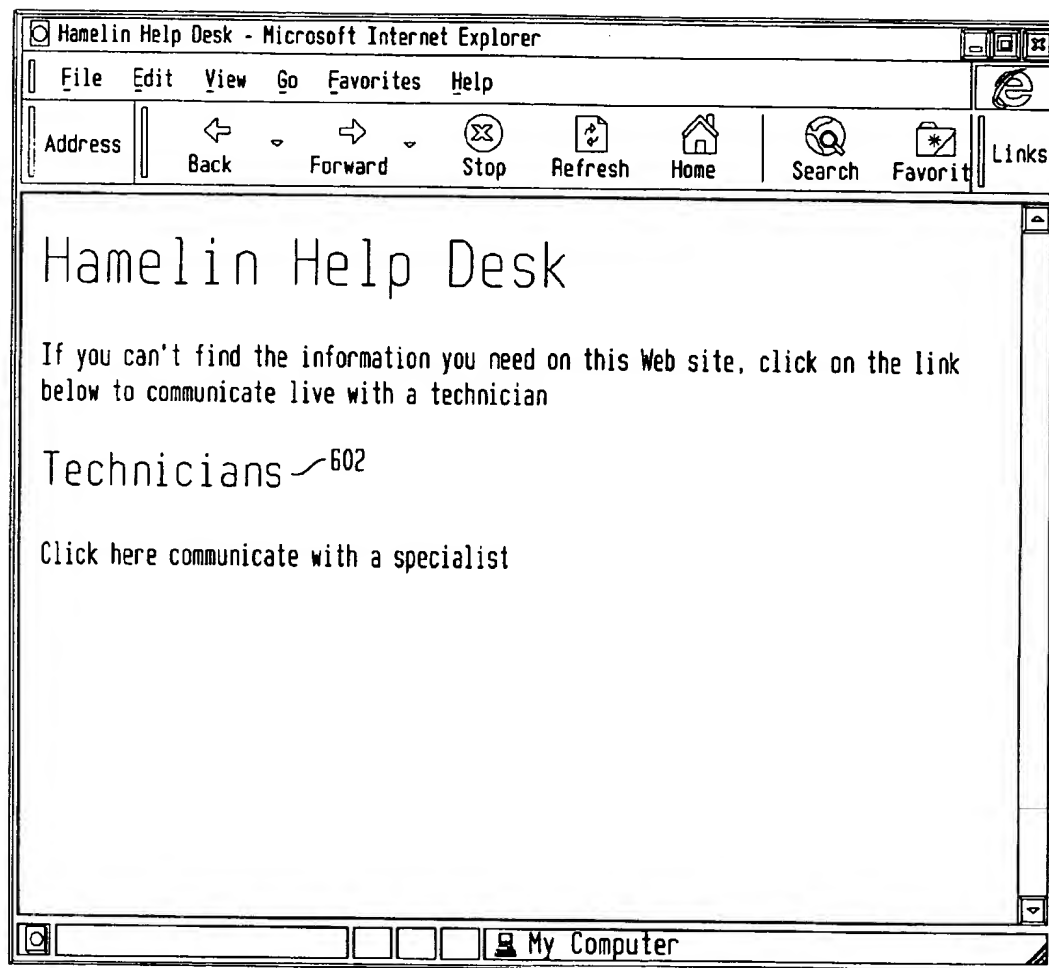 Hamelin Help Desk - Microsoft Internet Explorer
File Edit View Go Favorites Help
Address Back Forward Stop Refresh Home Search Favorit Links
Hamelin Help Desk
If you can't find the information you need on this Web site, click on the link
below to communicate live with a technician
Technicians 602
Click here communicate with a specialist
My Computer